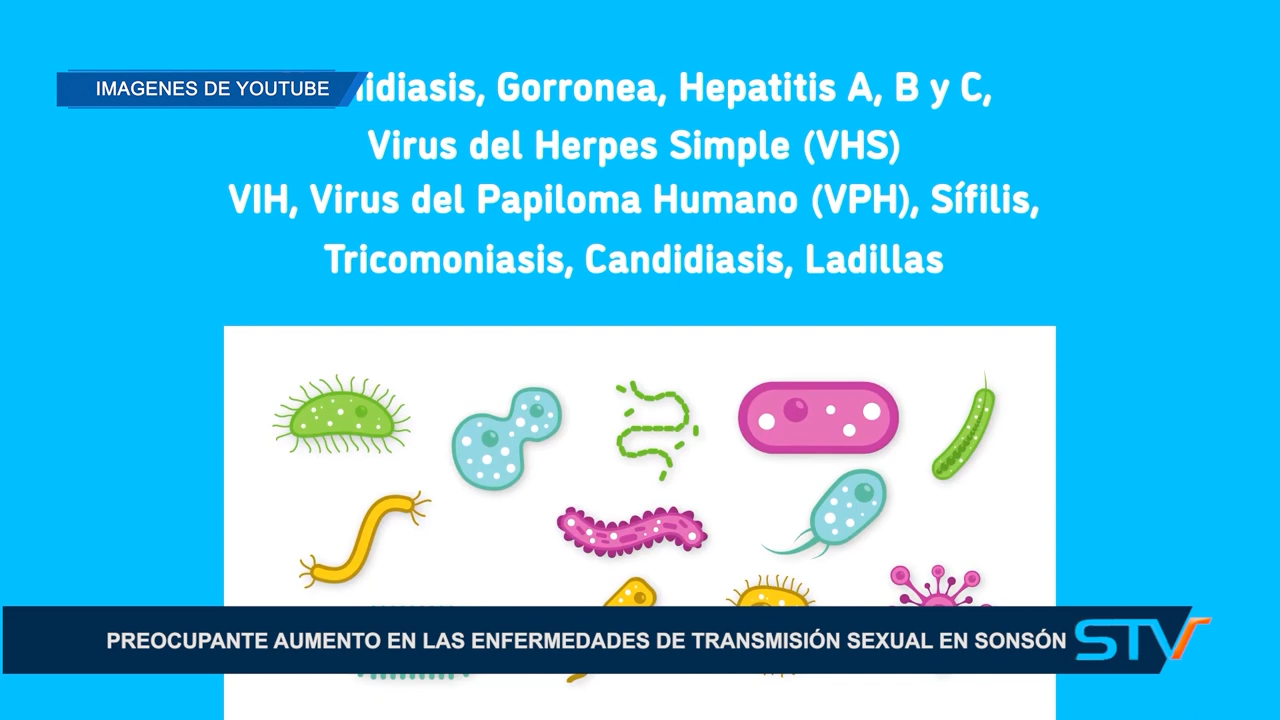 IMAGENES DE YOUTUBE
Gorronea, Hepatitis A, B y C,
Virus del Herpes Simple (VHS)
VIH, Virus del Papiloma Humano (VPH), Sífilis,
Tricomoniasis, Candidiasis, Ladillas
PREOCUPANTE AUMENTO EN LAS ENFERMEDADES DE TRANSMISIÓN SEXUAL EN SONSÓN
STV